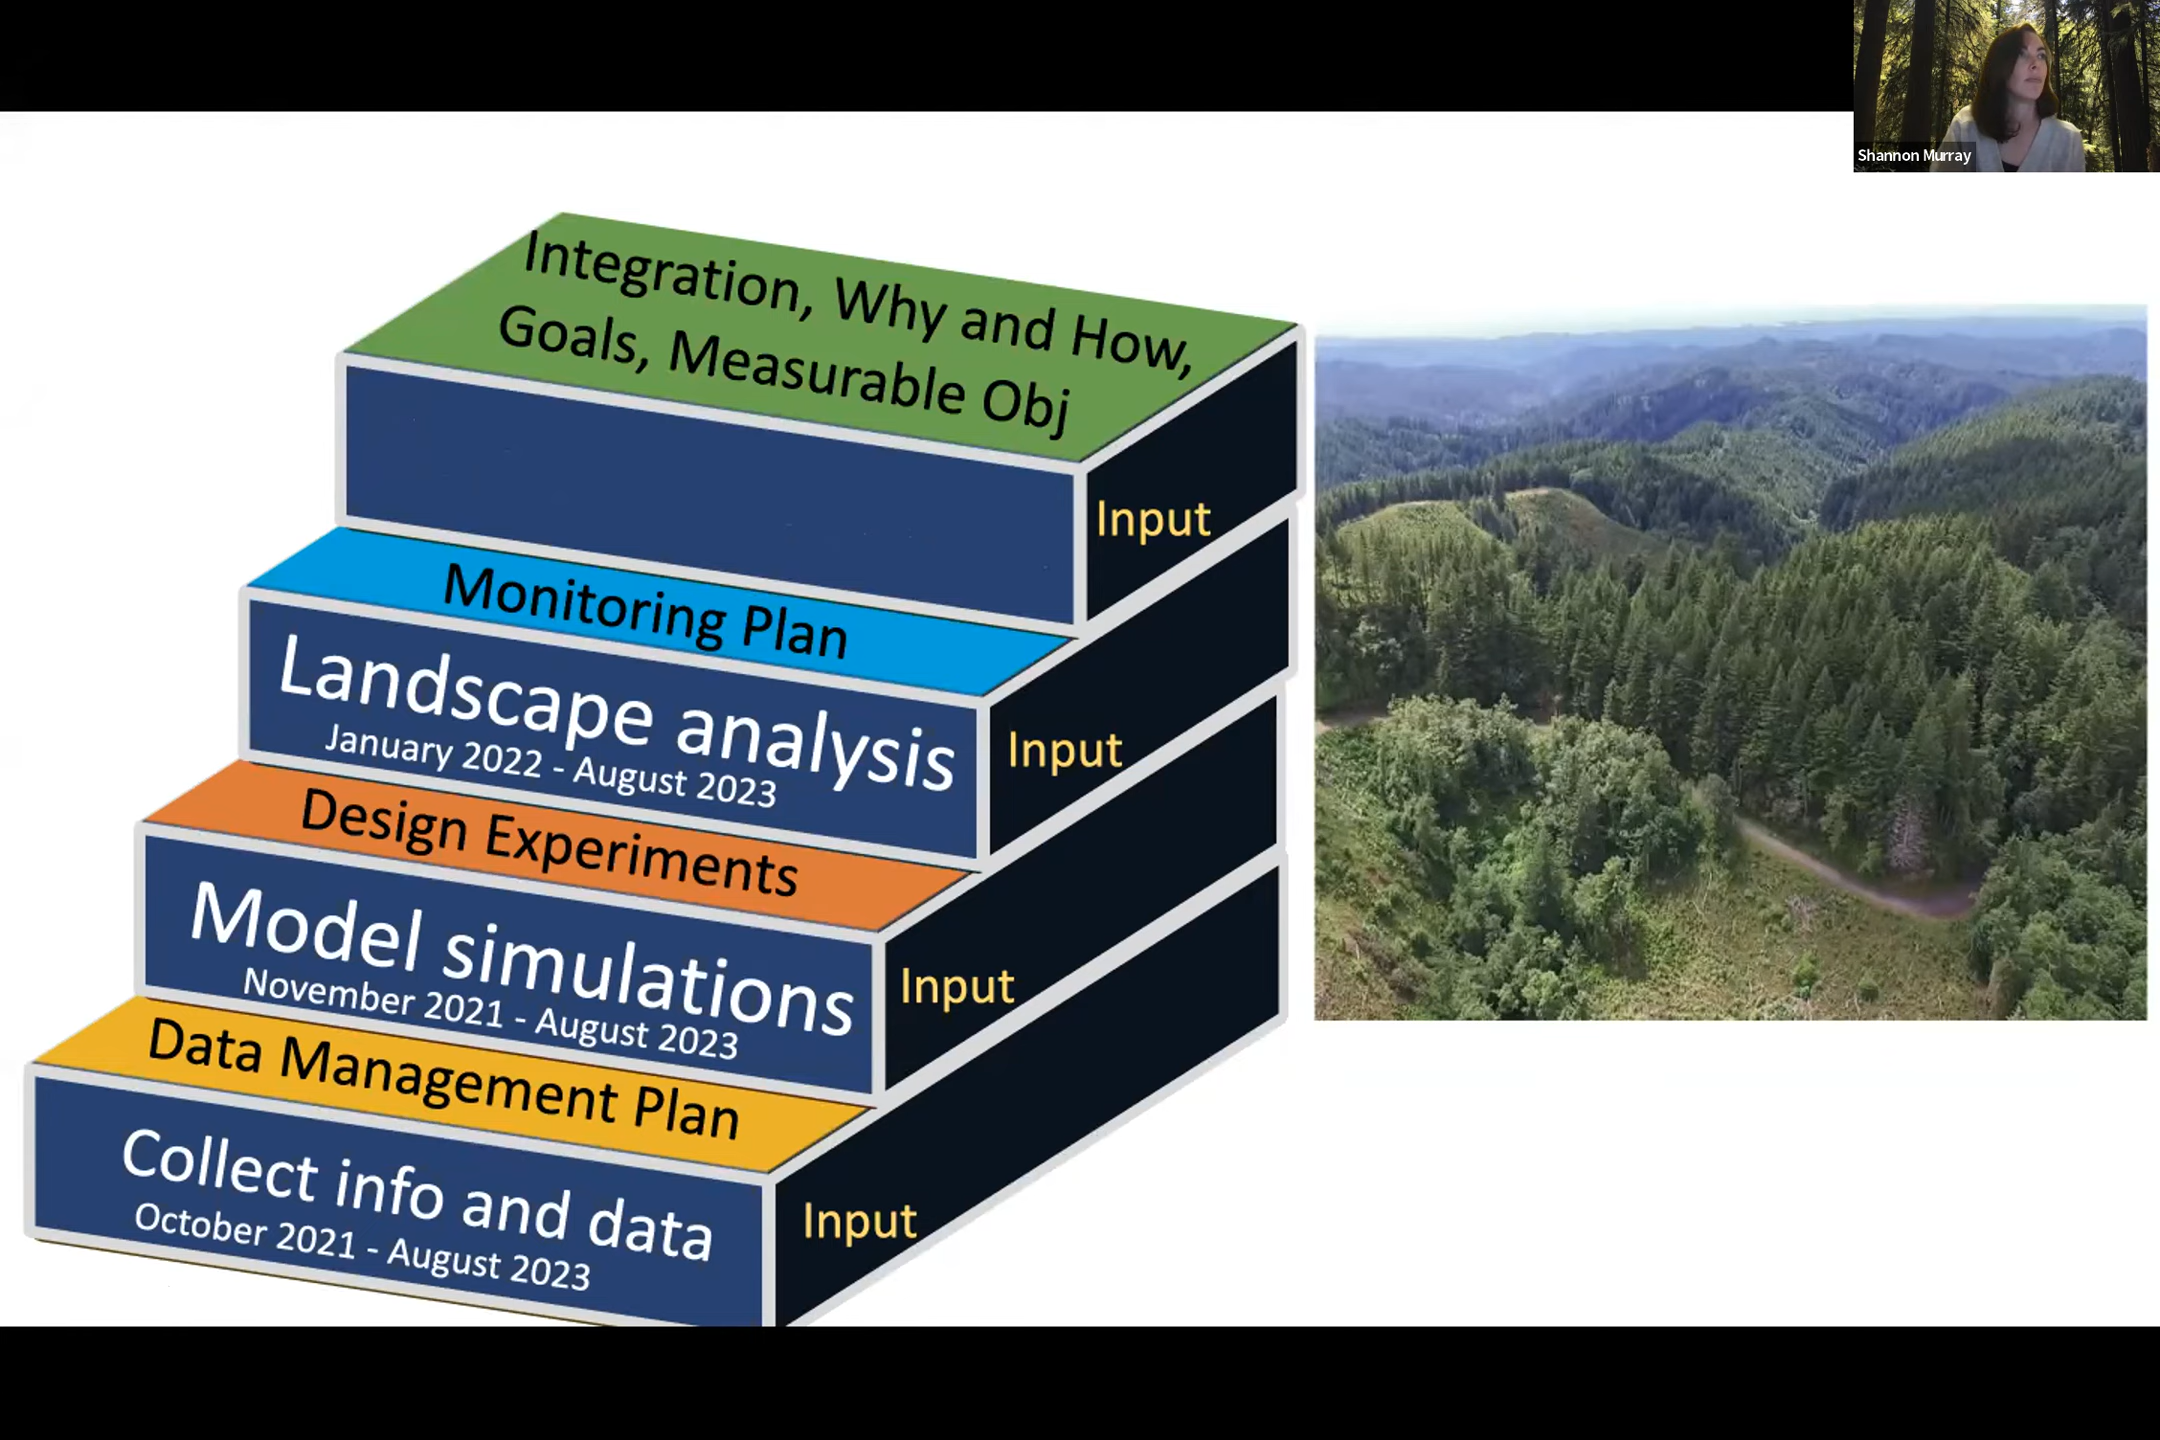 Shannon Murray
Integration, Why and How,
Goals, Measurable Obj
Input
Monitoring Plan
Landscape analysis
January 2022 - August 2023
Input
Design Experiments
Model simulations
November 2021 - August 2023
Input
Data Management Plan
Collect info and data
October 2021 - August 2023
Input